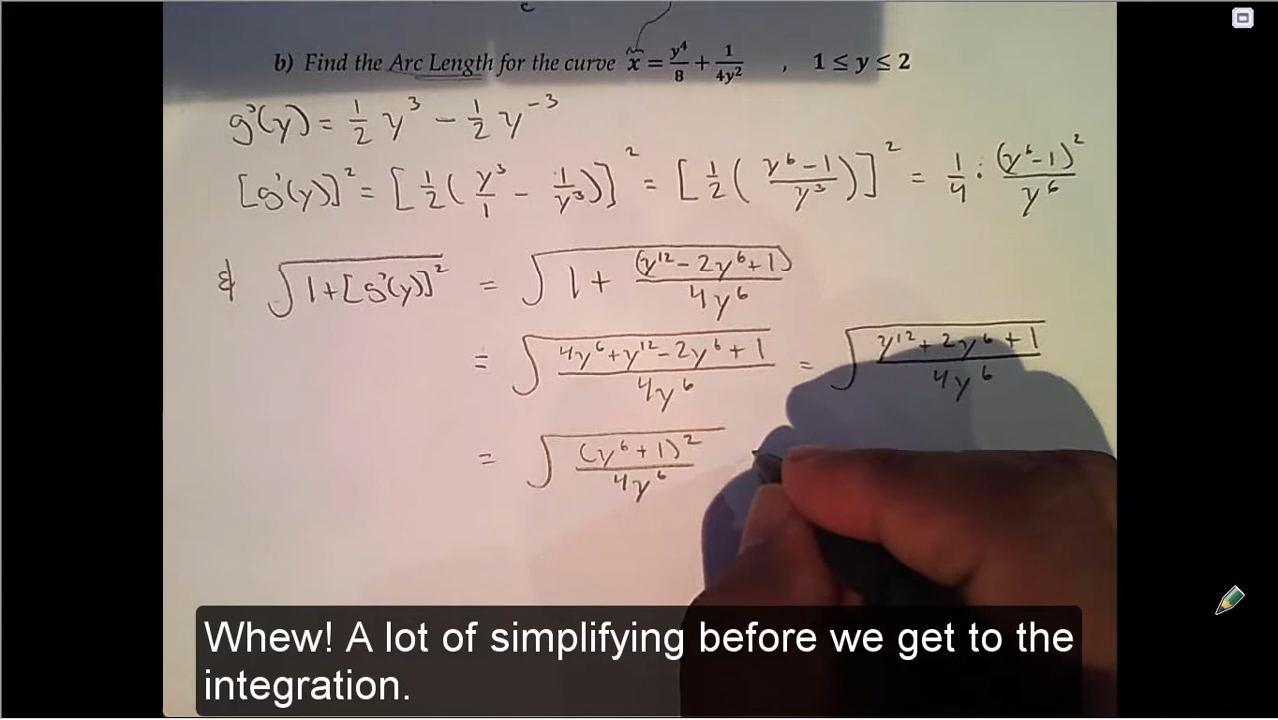 c
b) Find the Arc Length for the curve x = y⁴/8 + 1/4y² , 1 ≤ y ≤ 2
g'(y) = 1/2 y³ − 1/2 y⁻³
[g'(y)]² = [1/2 (y³/1 − 1/y³)]² = [1/2 (y⁶ − 1/y³)]² = 1/4 · (y⁶−1)²/y⁶
& √1+[g'(y)]² = √1 + (y¹² − 2y⁶ + 1)/4y⁶
= √4y⁶ + y¹² − 2y⁶ + 1/4y⁶ = √y¹² + 2y⁶ + 1/4y⁶
= √(y⁶ + 1)²/4y⁶
Whew! A lot of simplifying before we get to the
integration.